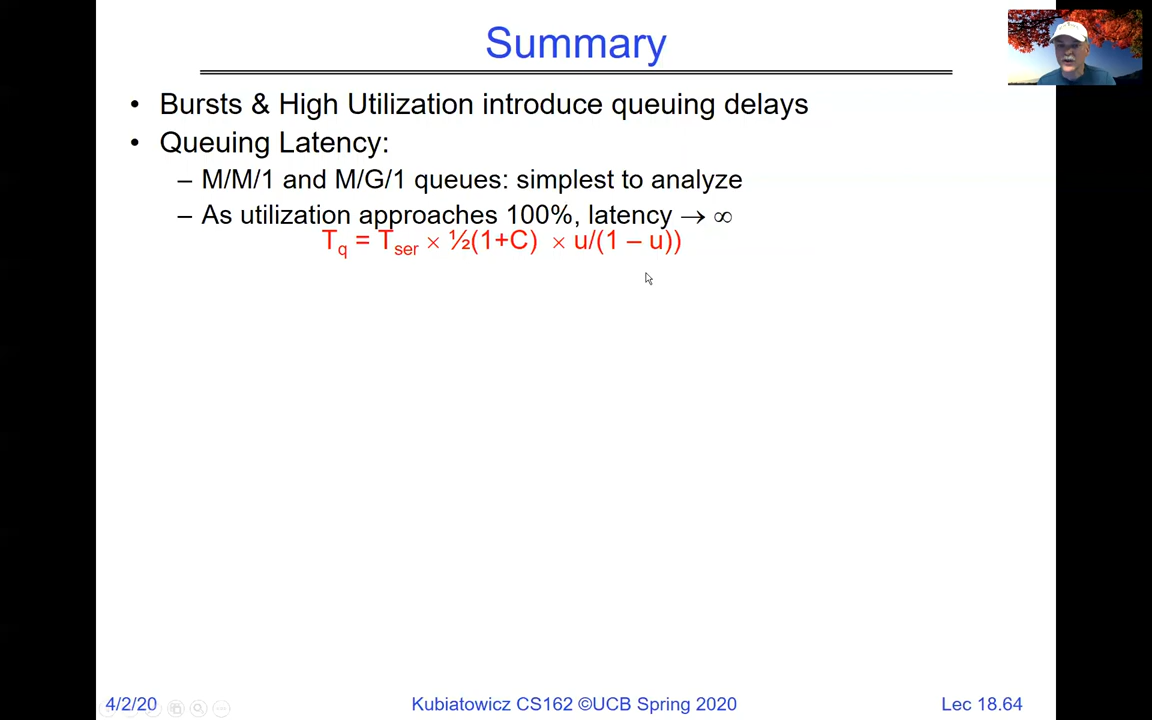 Summary
• Bursts & High Utilization introduce queuing delays
• Queuing Latency:
– M/M/1 and M/G/1 queues: simplest to analyze
– As utilization approaches 100%, latency → ∞
Tq = Tser × ½(1+C) × u/(1 – u))
4/2/20 Kubiatowicz CS162 ©UCB Spring 2020 Lec 18.64